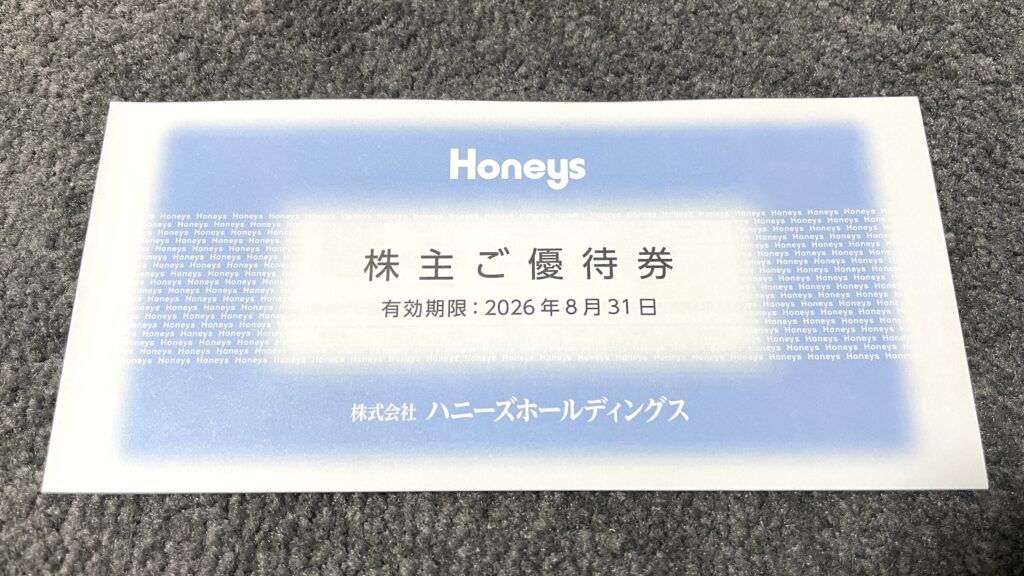 Honeys
株主ご優待券
有効期限：2026年8月31日
株式会社 ハニーズホールディングス